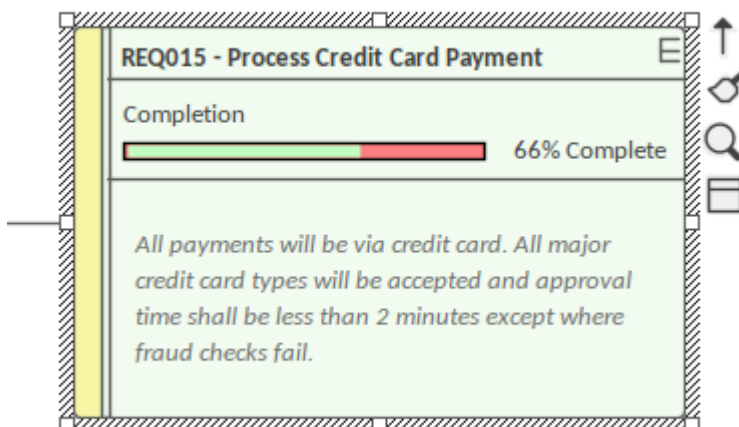 REQ015 - Process Credit Card Payment E
Completion
66% Complete
All payments will be via credit card. All major
credit card types will be accepted and approval
time shall be less than 2 minutes except where
fraud checks fail.